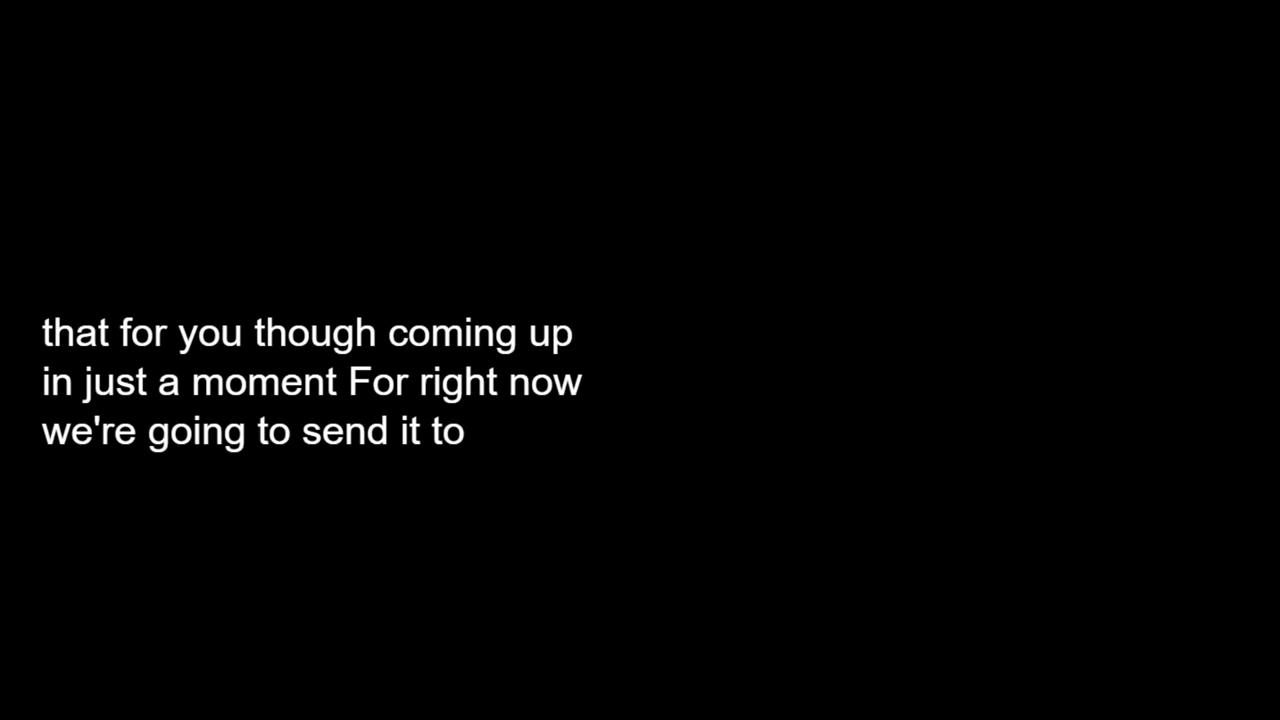 that for you though coming up
in just a moment For right now
we're going to send it to